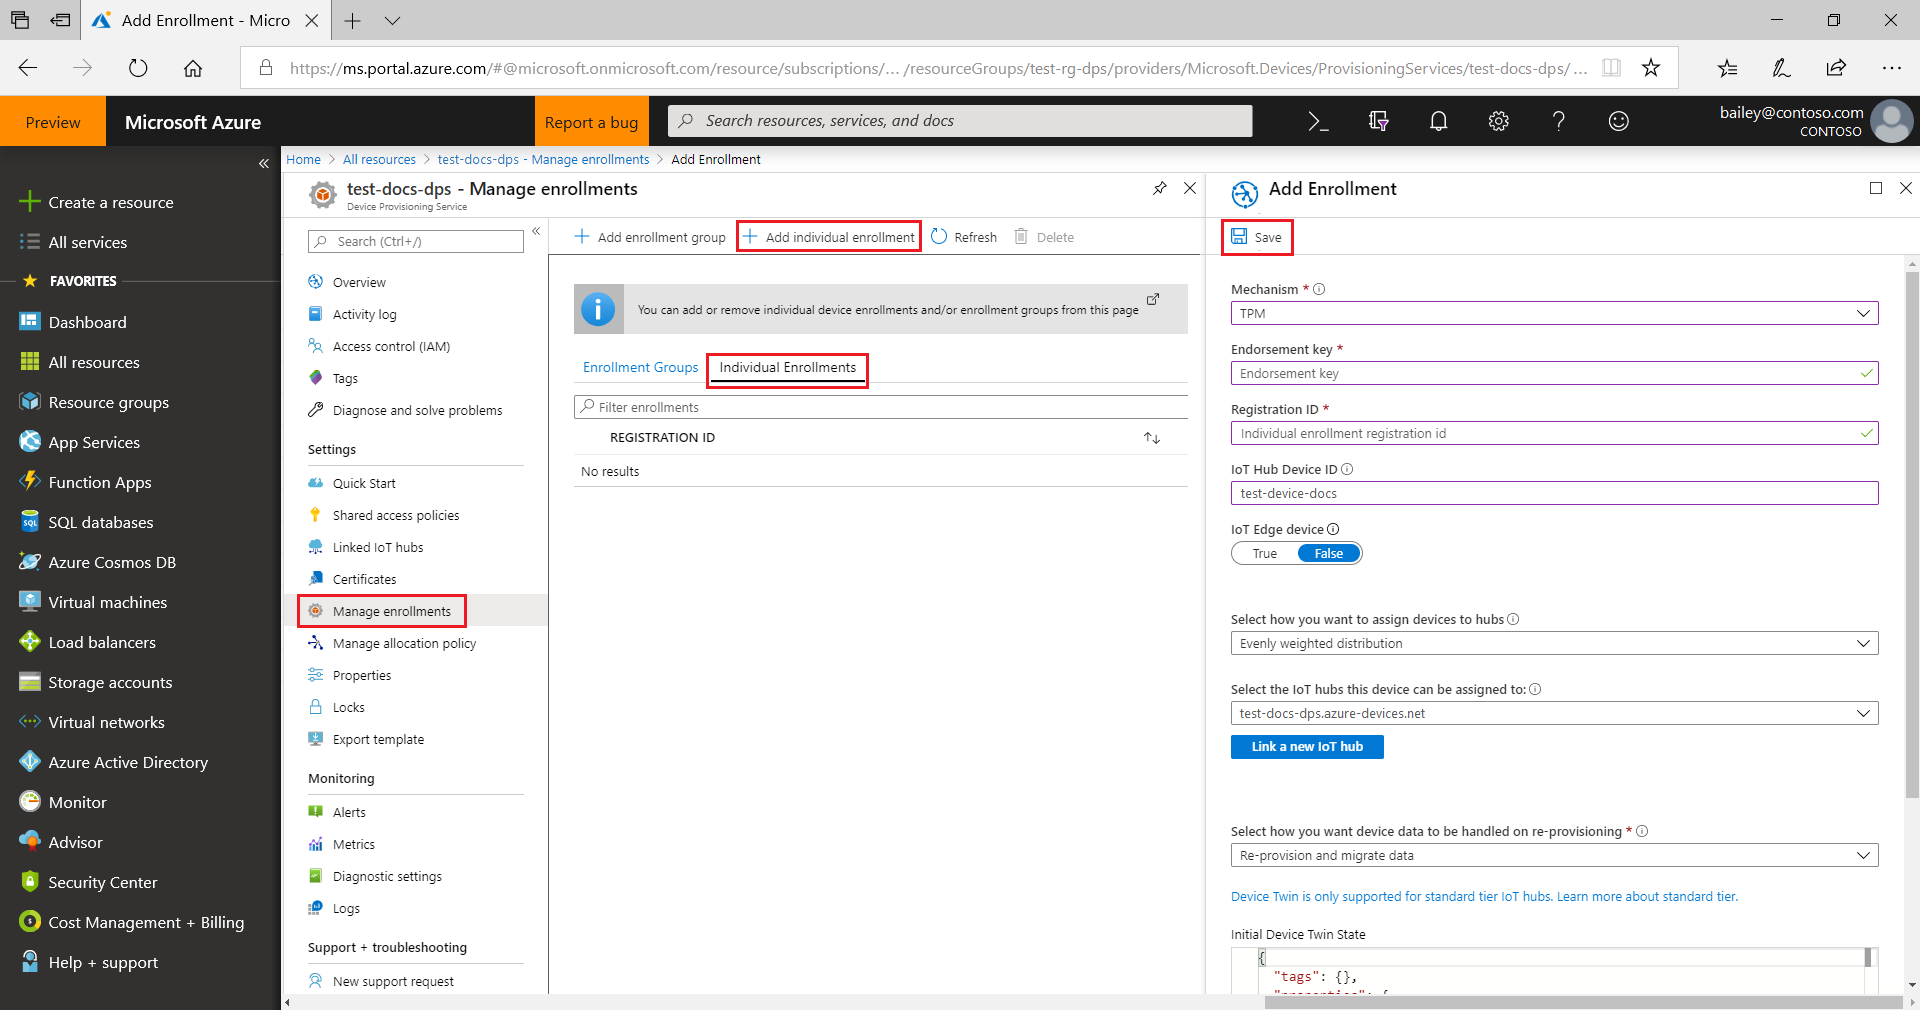 Add Enrollment - Micro
https://ms.portal.azure.com/#@microsoft.onmicrosoft.com/resource/subscriptions/... /resourceGroups/test-rg-dps/providers/Microsoft.Devices/ProvisioningServices/test-docs-dps/ ...
Preview
Microsoft Azure
Report a bug
Search resources, services, and docs
bailey@contoso.com
CONTOSO
Create a resource
All services
FAVORITES
Dashboard
All resources
Resource groups
App Services
Function Apps
SQL databases
Azure Cosmos DB
Virtual machines
Load balancers
Storage accounts
Virtual networks
Azure Active Directory
Monitor
Advisor
Security Center
Cost Management + Billing
Help + support
Home > All resources > test-docs-dps - Manage enrollments > Add Enrollment
test-docs-dps - Manage enrollments
Device Provisioning Service
Search (Ctrl+/)
Overview
Activity log
Access control (IAM)
Tags
Diagnose and solve problems
Settings
Quick Start
Shared access policies
Linked IoT hubs
Certificates
Manage enrollments
Manage allocation policy
Properties
Locks
Export template
Monitoring
Alerts
Metrics
Diagnostic settings
Logs
Support + troubleshooting
New support request
Add enrollment group
Add individual enrollment
Refresh
Delete
You can add or remove individual device enrollments and/or enrollment groups from this page
Enrollment Groups
Individual Enrollments
Filter enrollments
REGISTRATION ID
No results
Add Enrollment
Save
Mechanism *
TPM
Endorsement key *
Endorsement key
Registration ID *
Individual enrollment registration id
IoT Hub Device ID
test-device-docs
IoT Edge device
True False
Select how you want to assign devices to hubs
Evenly weighted distribution
Select the IoT hubs this device can be assigned to:
test-docs-dps.azure-devices.net
Link a new IoT hub
Select how you want device data to be handled on re-provisioning *
Re-provision and migrate data
Device Twin is only supported for standard tier IoT hubs. Learn more about standard tier.
Initial Device Twin State
{
"tags": {},
"properties": {